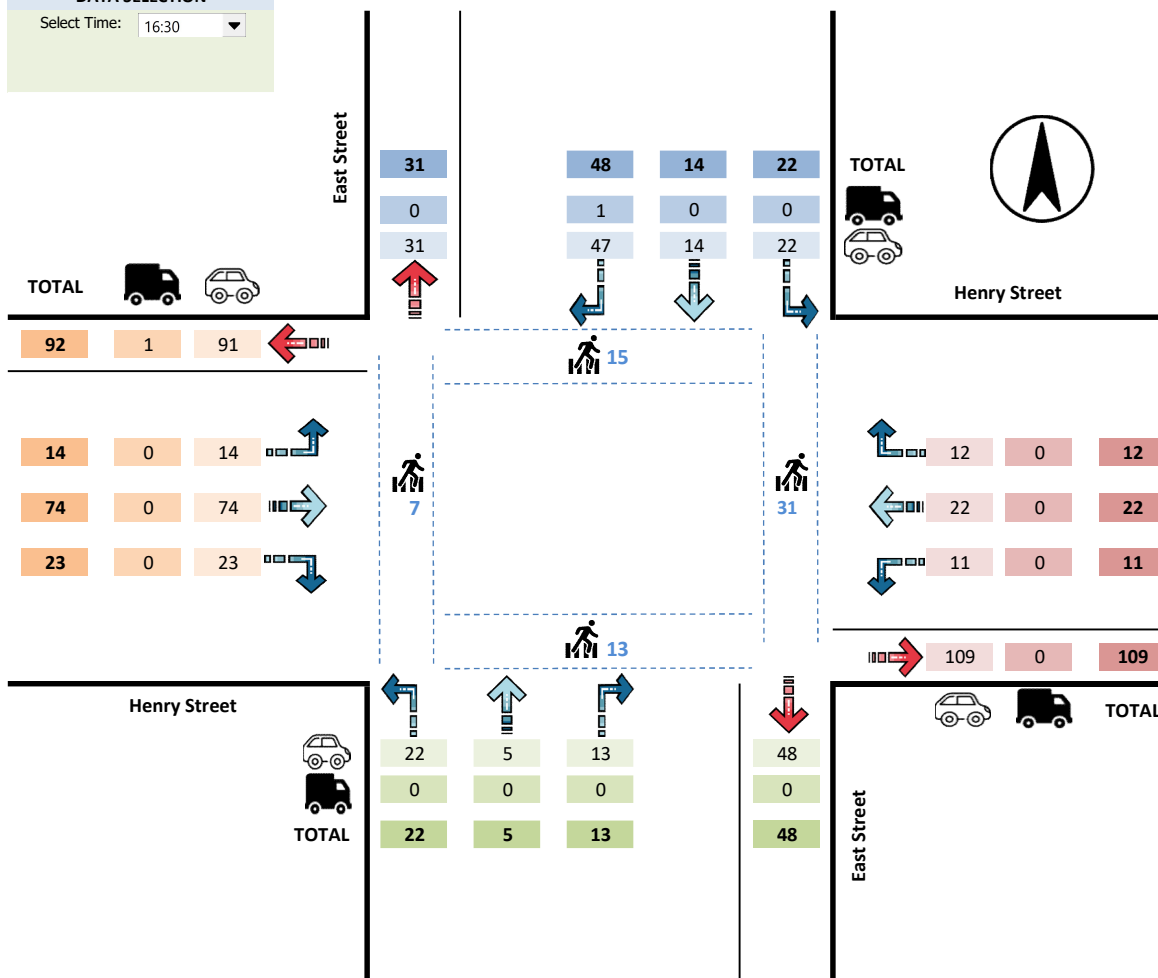 DATA SELECTION
Select Time: 16:30
East Street
31 48 14 22 TOTAL
0 1 0 0
31 47 14 22
TOTAL
Henry Street
92 1 91
15
14 0 14
12 0 12
74 0 74
7
31
22 0 22
23 0 23
11 0 11
13
109 0 109
Henry Street
TOTAL
22 5 13 48
0 0 0 0
TOTAL 22 5 13 48
East Street